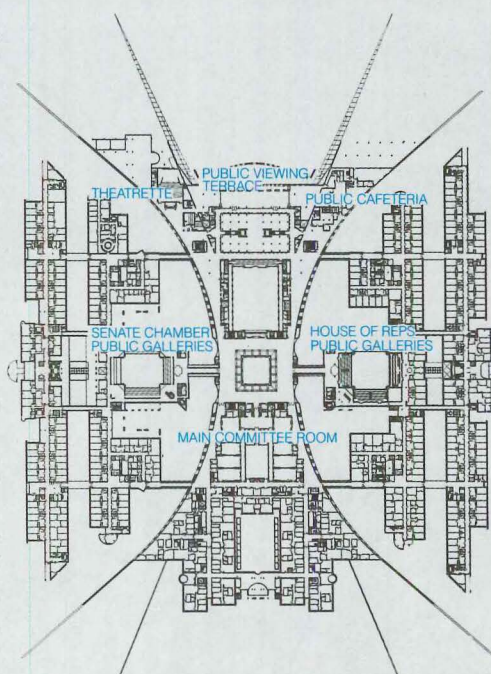 PUBLIC VIEWING
TERRACE
THEATRETTE
PUBLIC CAFETERIA
SENATE CHAMBER
PUBLIC GALLERIES
HOUSE OF REPS
PUBLIC GALLERIES
MAIN COMMITTEE ROOM